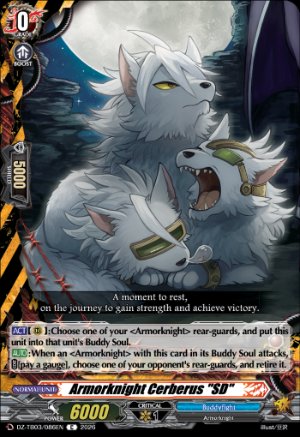 0
GRADE
BOOST
5000
SHIELD
A moment to rest,
on the journey to gain strength and achieve victory.
ACT [ ]:Choose one of your <Armorknight> rear-guards, and put this
unit into that unit's Buddy Soul.
AUTO:When an <Armorknight> with this card in its Buddy Soul attacks,
[pay a gauge], choose one of your opponent's rear-guards, and retire it.
NORMAL UNIT
Armorknight Cerberus "SD"
POWER
6000
CRITICAL
1
Buddyfight
Armorknight
DZ-TB03/086EN C 2026